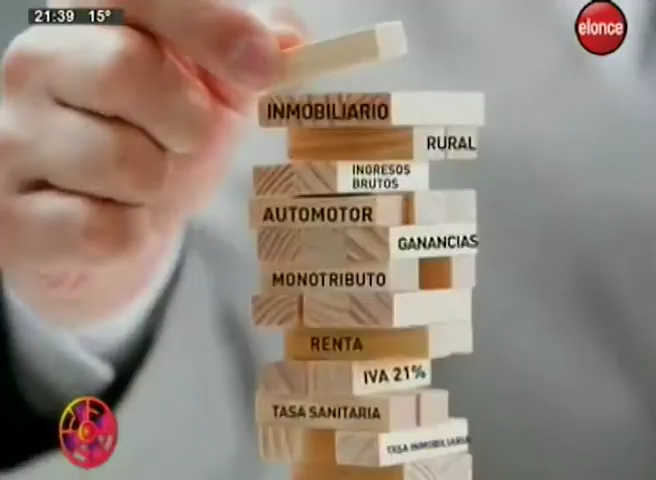 21:39 15°
elonce
INMOBILIARIO
RURAL
INGRESOS
BRUTOS
AUTOMOTOR
GANANCIAS
MONOTRIBUTO
RENTA
IVA 21%
TASA SANITARIA
TASA INMOBILIARIA